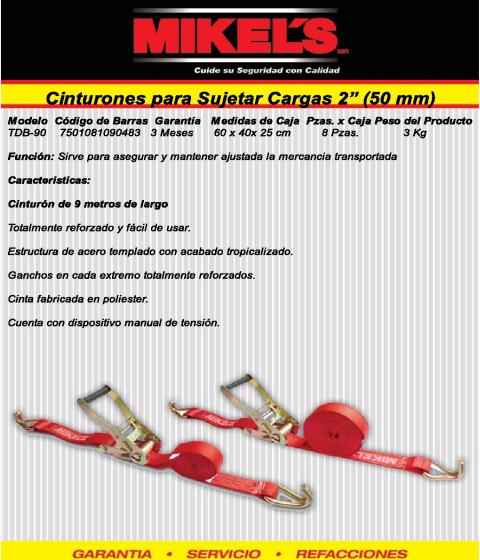 MIKEL'S MR
Cuide su Seguridad con Calidad
Cinturones para Sujetar Cargas 2” (50 mm)
Modelo Código de Barras Garantía Medidas de Caja Pzas. x Caja Peso del Producto
TDB-90 7501081090483 3 Meses 60 x 40x 25 cm 8 Pzas. 3 Kg
Función: Sirve para asegurar y mantener ajustada la mercancia transportada
Caracteristicas:
Cinturón de 9 metros de largo
Totalmente reforzado y fácil de usar.
Estructura de acero templado con acabado tropicalizado.
Ganchos en cada extremo totalmente reforzados.
Cinta fabricada en poliester.
Cuenta con dispositivo manual de tensión.
MIKEL'S
MIKEL'S
GARANTIA • SERVICIO • REFACCIONES